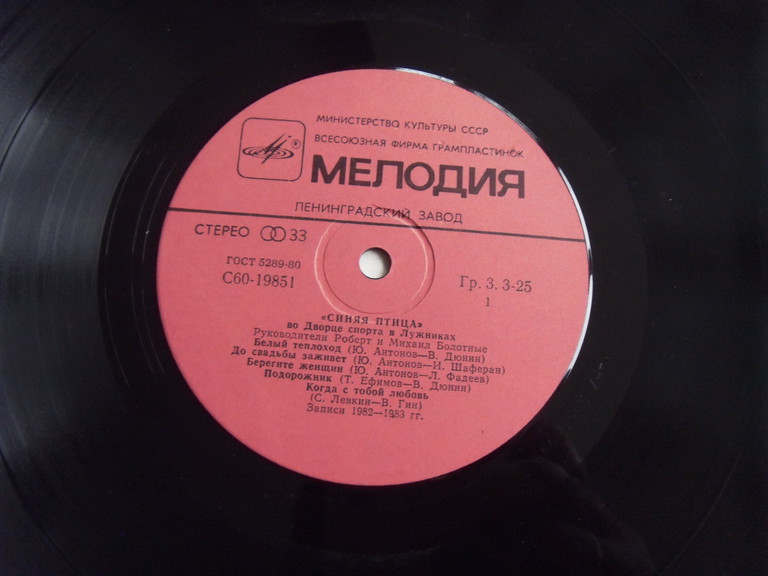 МИНИСТЕРСТВО КУЛЬТУРЫ СССР
ВСЕСОЮЗНАЯ ФИРМА ГРАМПЛАСТИНОК
МЕЛОДИЯ
ЛЕНИНГРАДСКИЙ ЗАВОД
СТЕРЕО 33
ГОСТ 5289-80
С60-19851
Гр. 3. 3-25
1
«СИНЯЯ ПТИЦА»
во Дворце спорта в Лужниках
Руководители Роберт и Михаил Болотные
Белый теплоход (Ю. Антонов—В. Дюнин)
До свадьбы заживет (Ю. Антонов—И. Шаферан)
Берегите женщин (Ю. Антонов—Л. Фадеев)
Подорожник (Т. Ефимов—В. Дюнин)
Когда с тобой любовь
(С. Левкин—В. Гин)
Записи 1982—1983 гг.